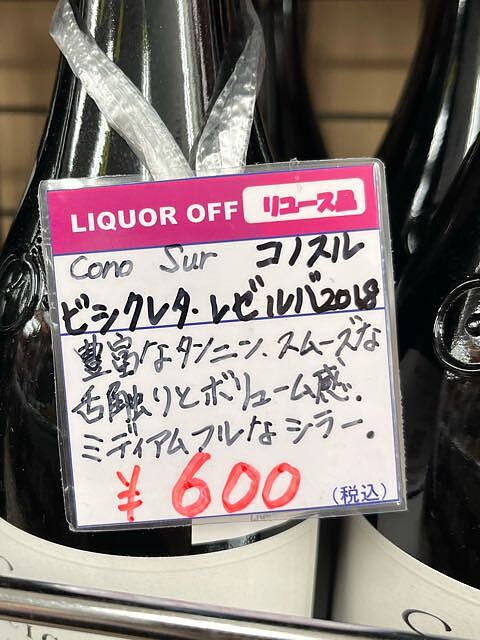 LIQUOR OFF リユース品
Cono Sur コノスル
ビシクレタ・レゼルバ2018
豊富なタンニン、スムーズな
舌触りとボリューム感.
ミディアムフルなシラー.
¥600
(税込)